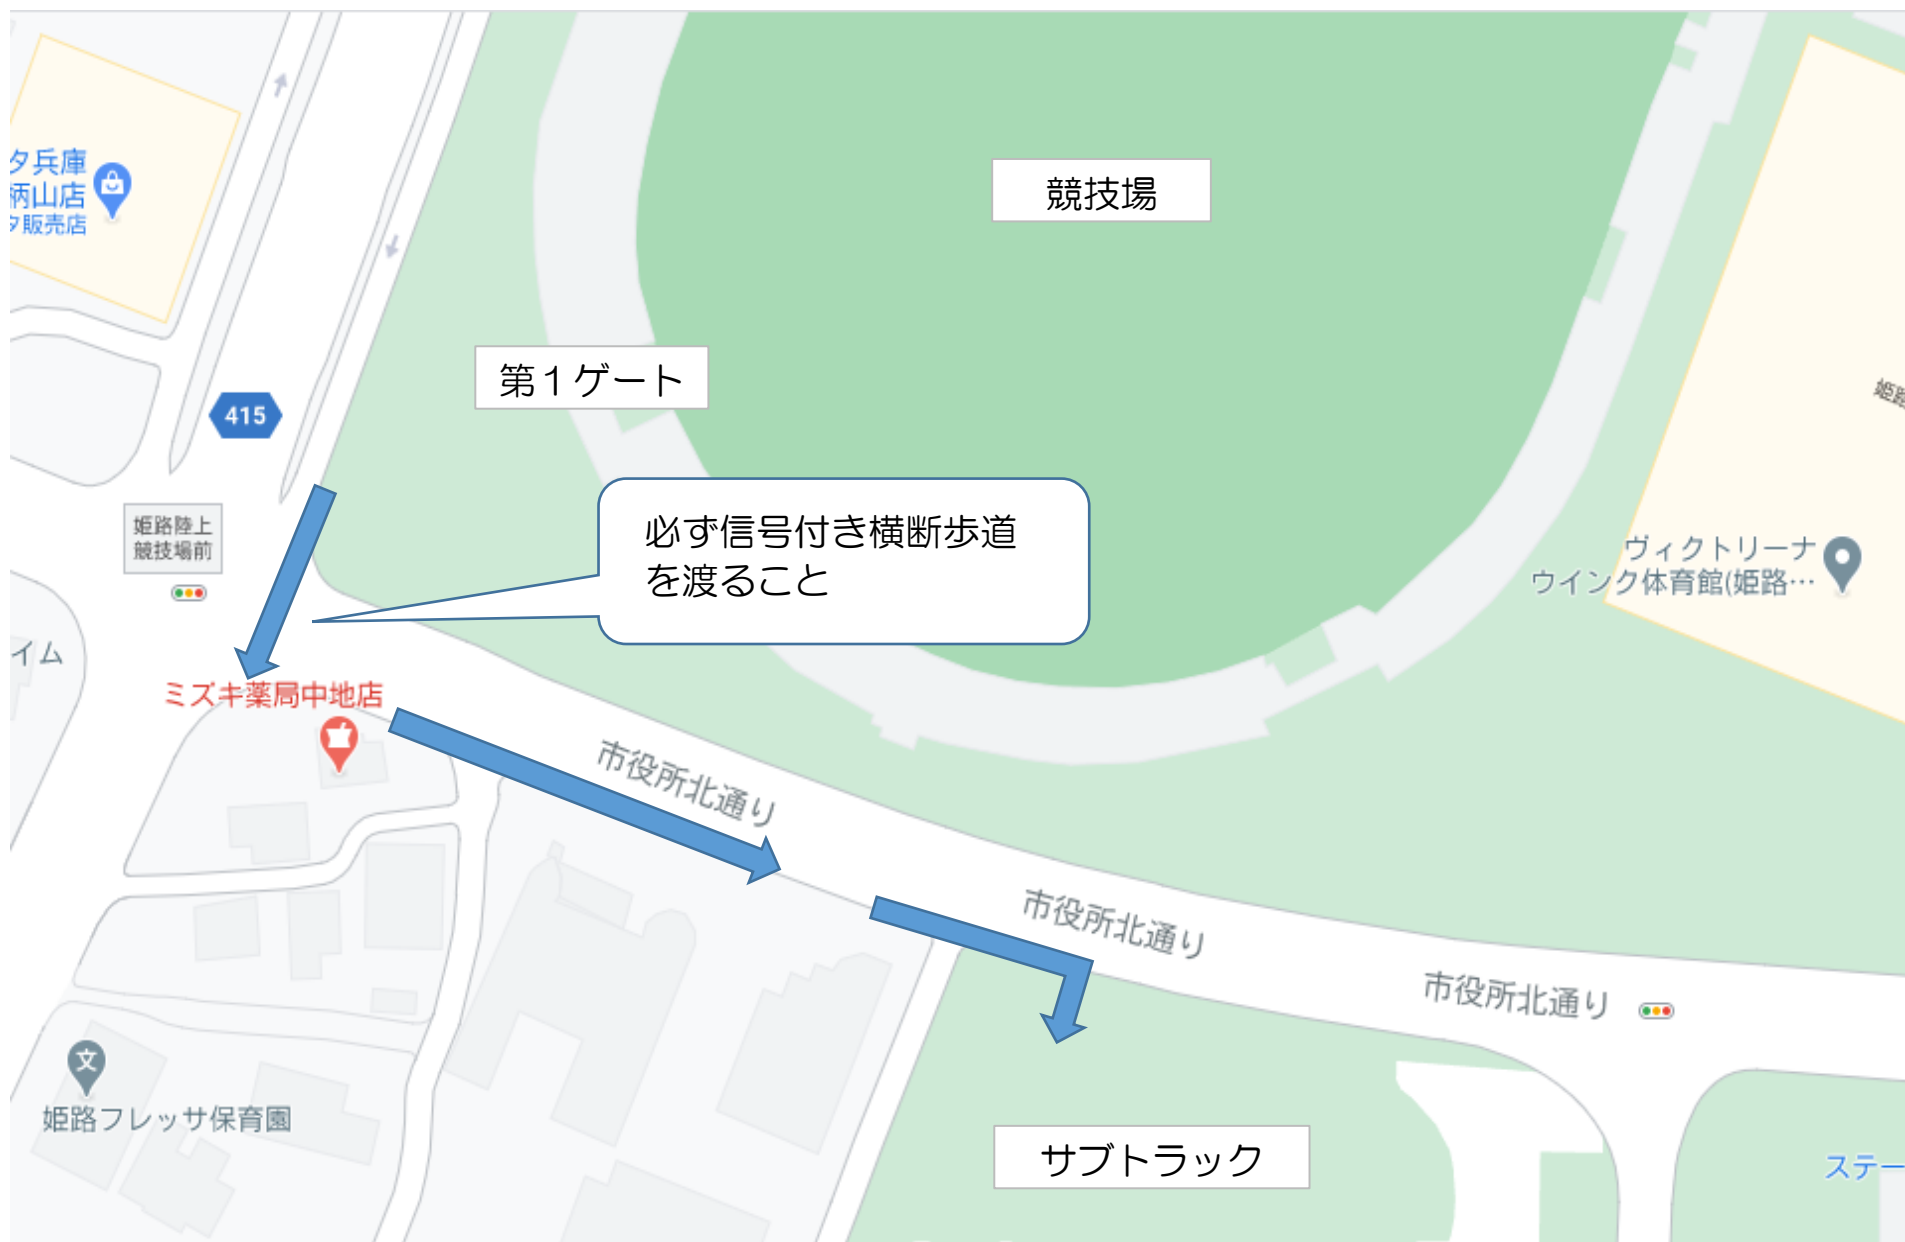 タ兵庫
柄山店
タ販売店
競技場
第1ゲート
415
姫路
姫路陸上
競技場前
必ず信号付き横断歩道
を渡ること
ヴィクトリーナ
ウインク体育館(姫路…
イム
ミズキ薬局中地店
市役所北通り
市役所北通り
市役所北通り
文
姫路フレッサ保育園
サブトラック
ステー